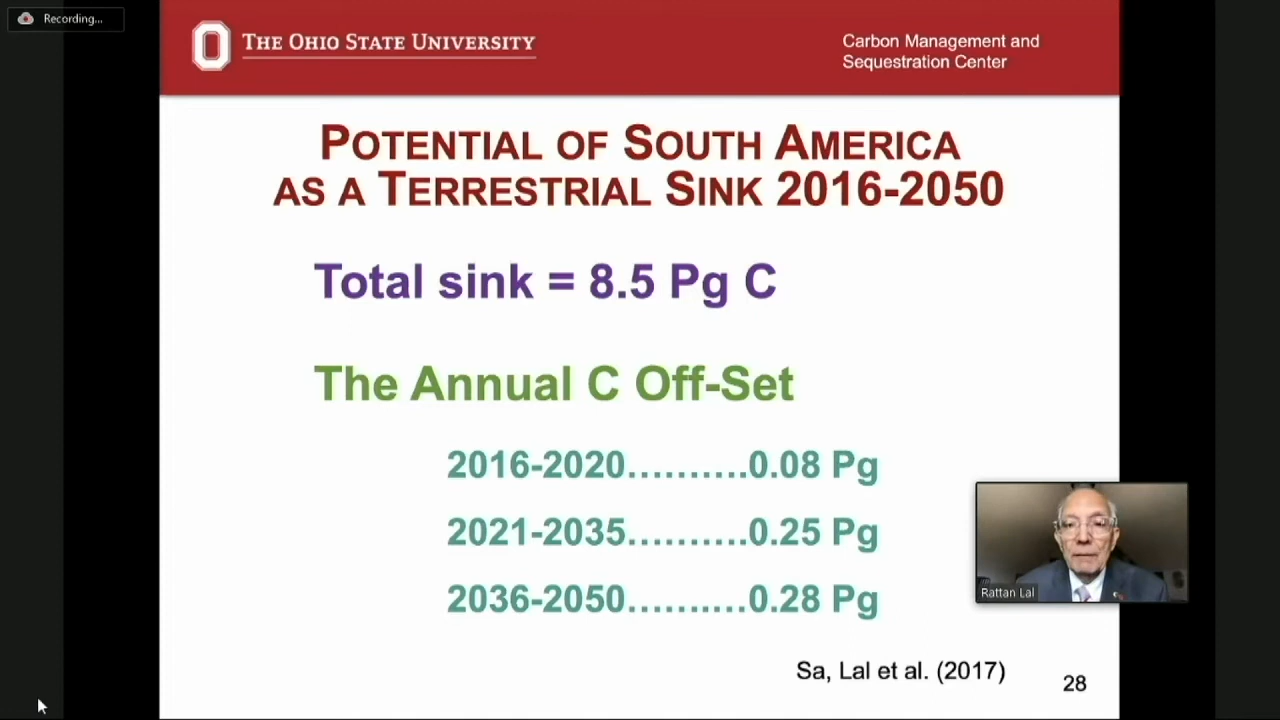 Recording...
THE OHIO STATE UNIVERSITY
Carbon Management and
Sequestration Center
POTENTIAL OF SOUTH AMERICA
AS A TERRESTRIAL SINK 2016-2050
Total sink = 8.5 Pg C
The Annual C Off-Set
2016-2020..........0.08 Pg
2021-2035..........0.25 Pg
2036-2050..........0.28 Pg
Rattan Lal
Sa, Lal et al. (2017)
28